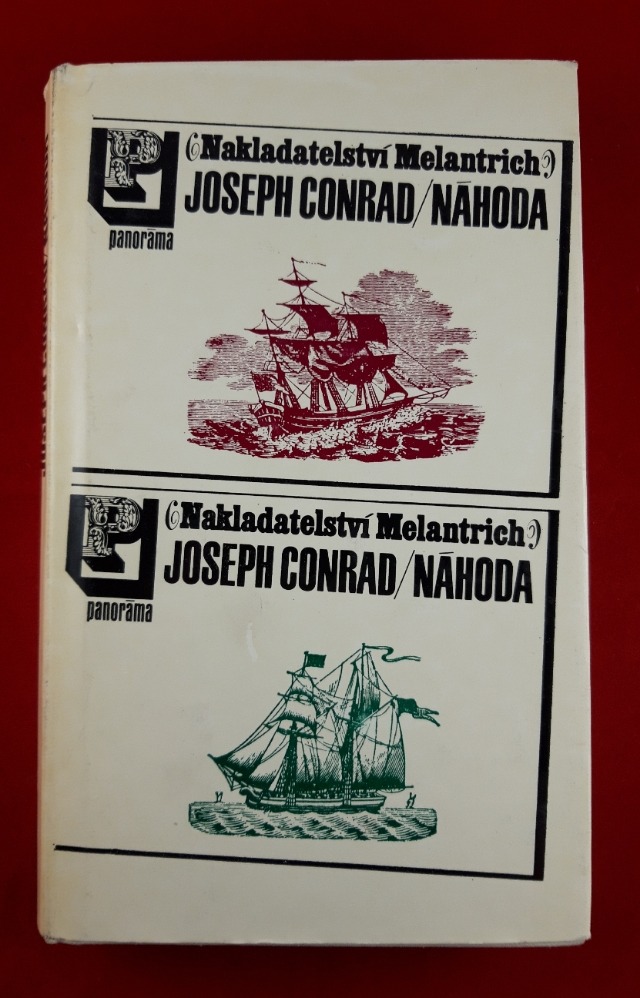 P
Nakladatelství Melantrich
JOSEPH CONRAD/NÁHODA
panoráma
P
Nakladatelství Melantrich
JOSEPH CONRAD/NÁHODA
panoráma